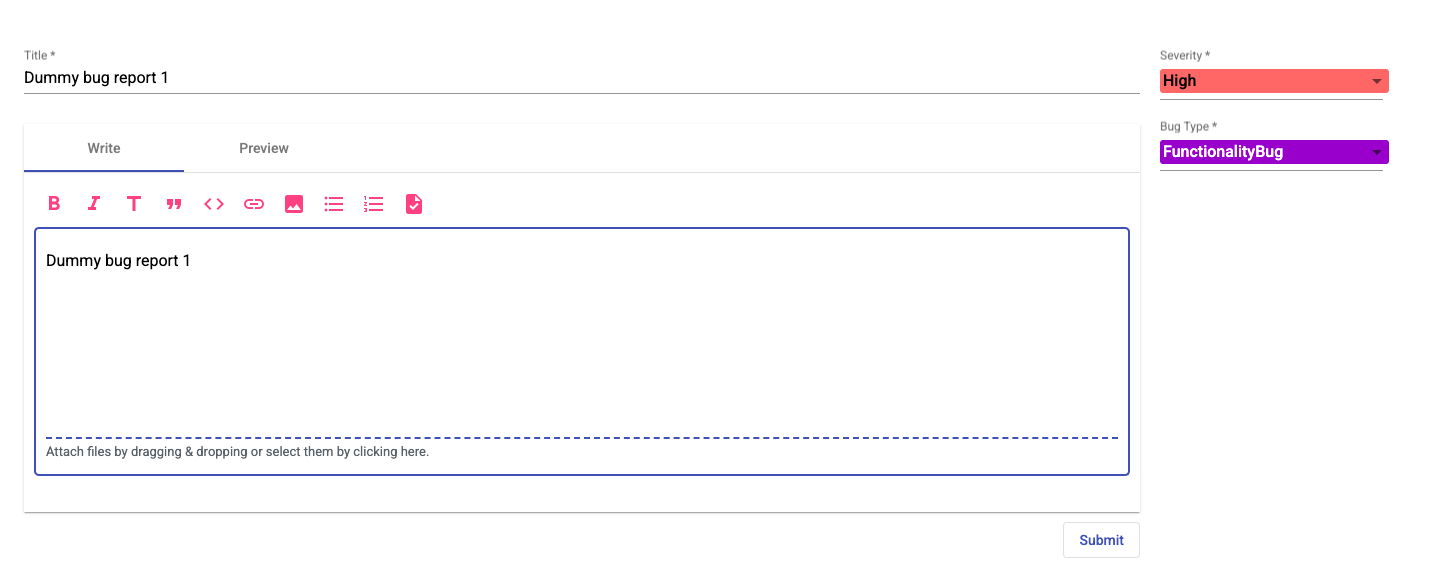 Title *
Dummy bug report 1
Severity *
High
Bug Type *
FunctionalityBug
Write
Preview
Dummy bug report 1
Attach files by dragging & dropping or select them by clicking here.
Submit